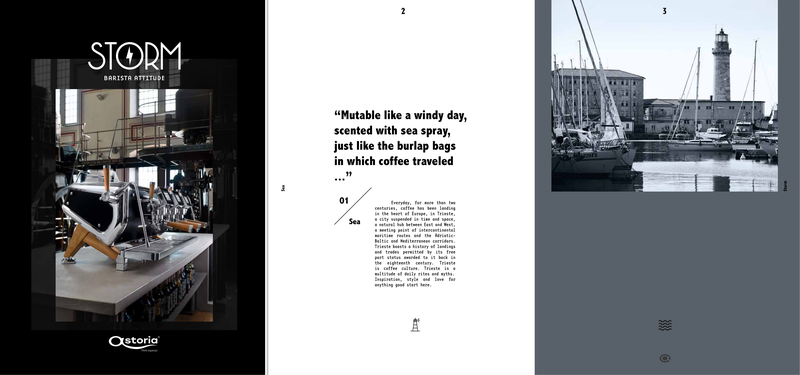 STORM
BARISTA ATTITUDE
astoria
2
Sea
“Mutable like a windy day,
scented with sea spray,
just like the burlap bags
in which coffee traveled
...”
01
Sea
Everyday, for more than two
centuries, coffee has been landing
in the heart of Europe, in Trieste,
a city suspended in time and space,
a natural hub between East and West,
a meeting point of intercontinental
maritime routes and the Adriatic-
Baltic and Mediterranean corridors.
Trieste boasts a history of landings
and trades permitted by its free
port status awarded to it back in
the eighteenth century. Trieste
is coffee culture. Trieste is a
multitude of daily rites and myths.
Inspiration, style and love for
anything good start here.
3